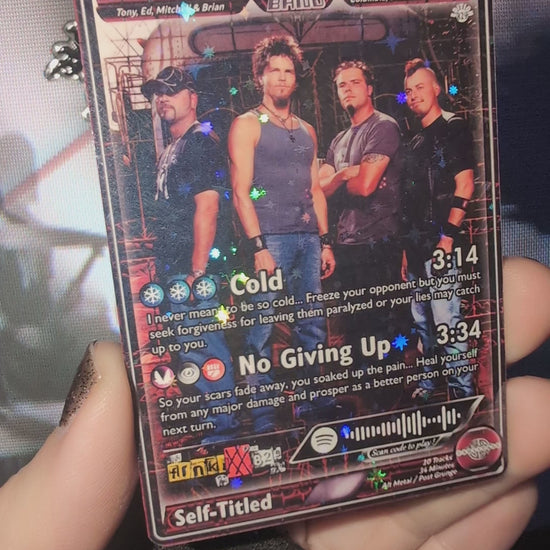 Tony, Ed, Mitchell & Brian
BAND
3:14
Cold
I never meant to be so cold... Freeze your opponent but you must
seek forgiveness for leaving them paralyzed or your lies may catch
up to you.
3:34
No Giving Up
So your scars fade away, you soaked up the pain... Heal yourself
from any major damage and prosper as a better person on your
next turn.
Scan code to play!
10 Tracks
34 Minutes
Alt Metal / Post Grunge
Self-Titled